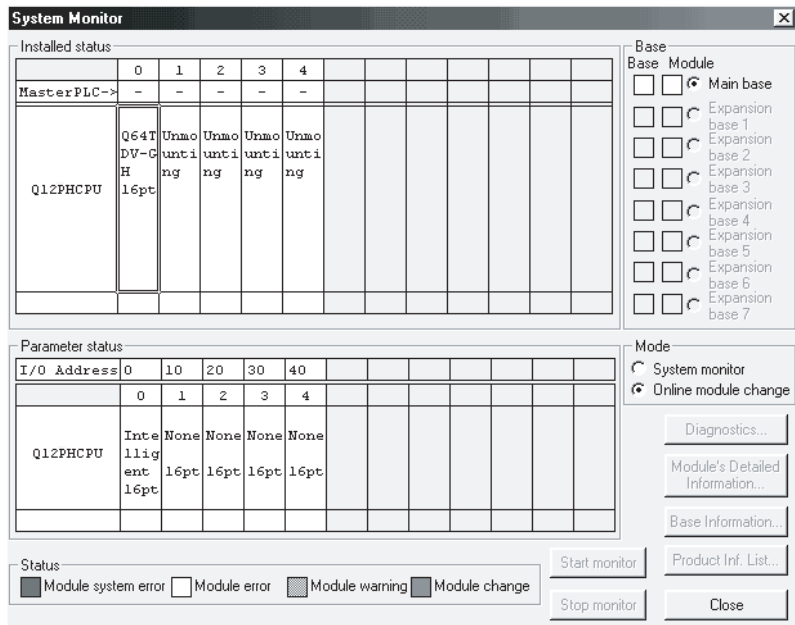 System Monitor
Installed status
0 1 2 3 4
MasterPLC-> - - - - -
Q12PHCPU
Q64T
DV-G
H
16pt
Unmo
unti
ng
Unmo
unti
ng
Unmo
unti
ng
Unmo
unti
ng
Base
Base Module
Main base
Expansion
base 1
Expansion
base 2
Expansion
base 3
Expansion
base 4
Expansion
base 5
Expansion
base 6
Expansion
base 7
Parameter status
I/O Address 0 10 20 30 40
0 1 2 3 4
Q12PHCPU
Inte
llig
ent
16pt
None
16pt
None
16pt
None
16pt
None
16pt
Mode
System monitor
Online module change
Diagnostics...
Module's Detailed
Information...
Base Information...
Product Inf. List...
Status
Module system error Module error Module warning Module change
Start monitor
Stop monitor
Close